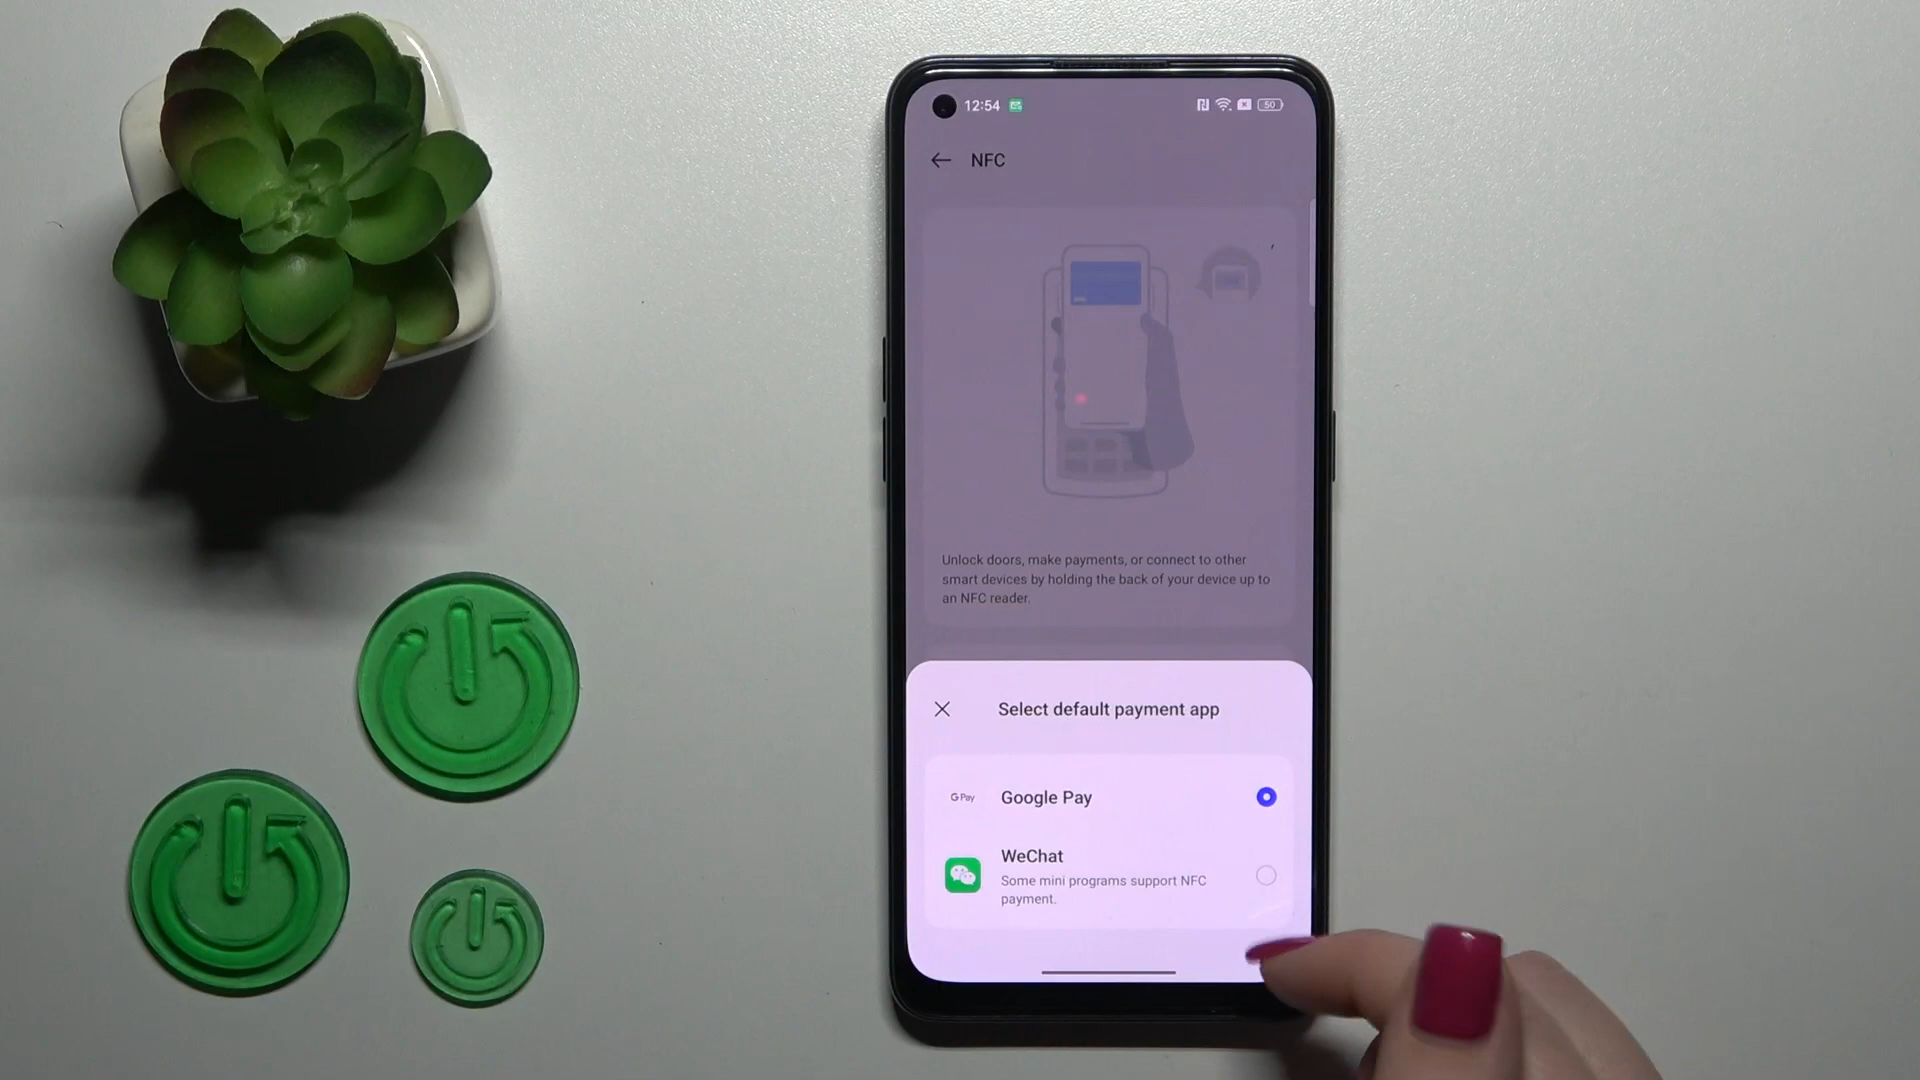 12:54
50
NFC
Unlock doors, make payments, or connect to other
smart devices by holding the back of your device up to
an NFC reader.
Select default payment app
G Pay
Google Pay
WeChat
Some mini programs support NFC
payment.